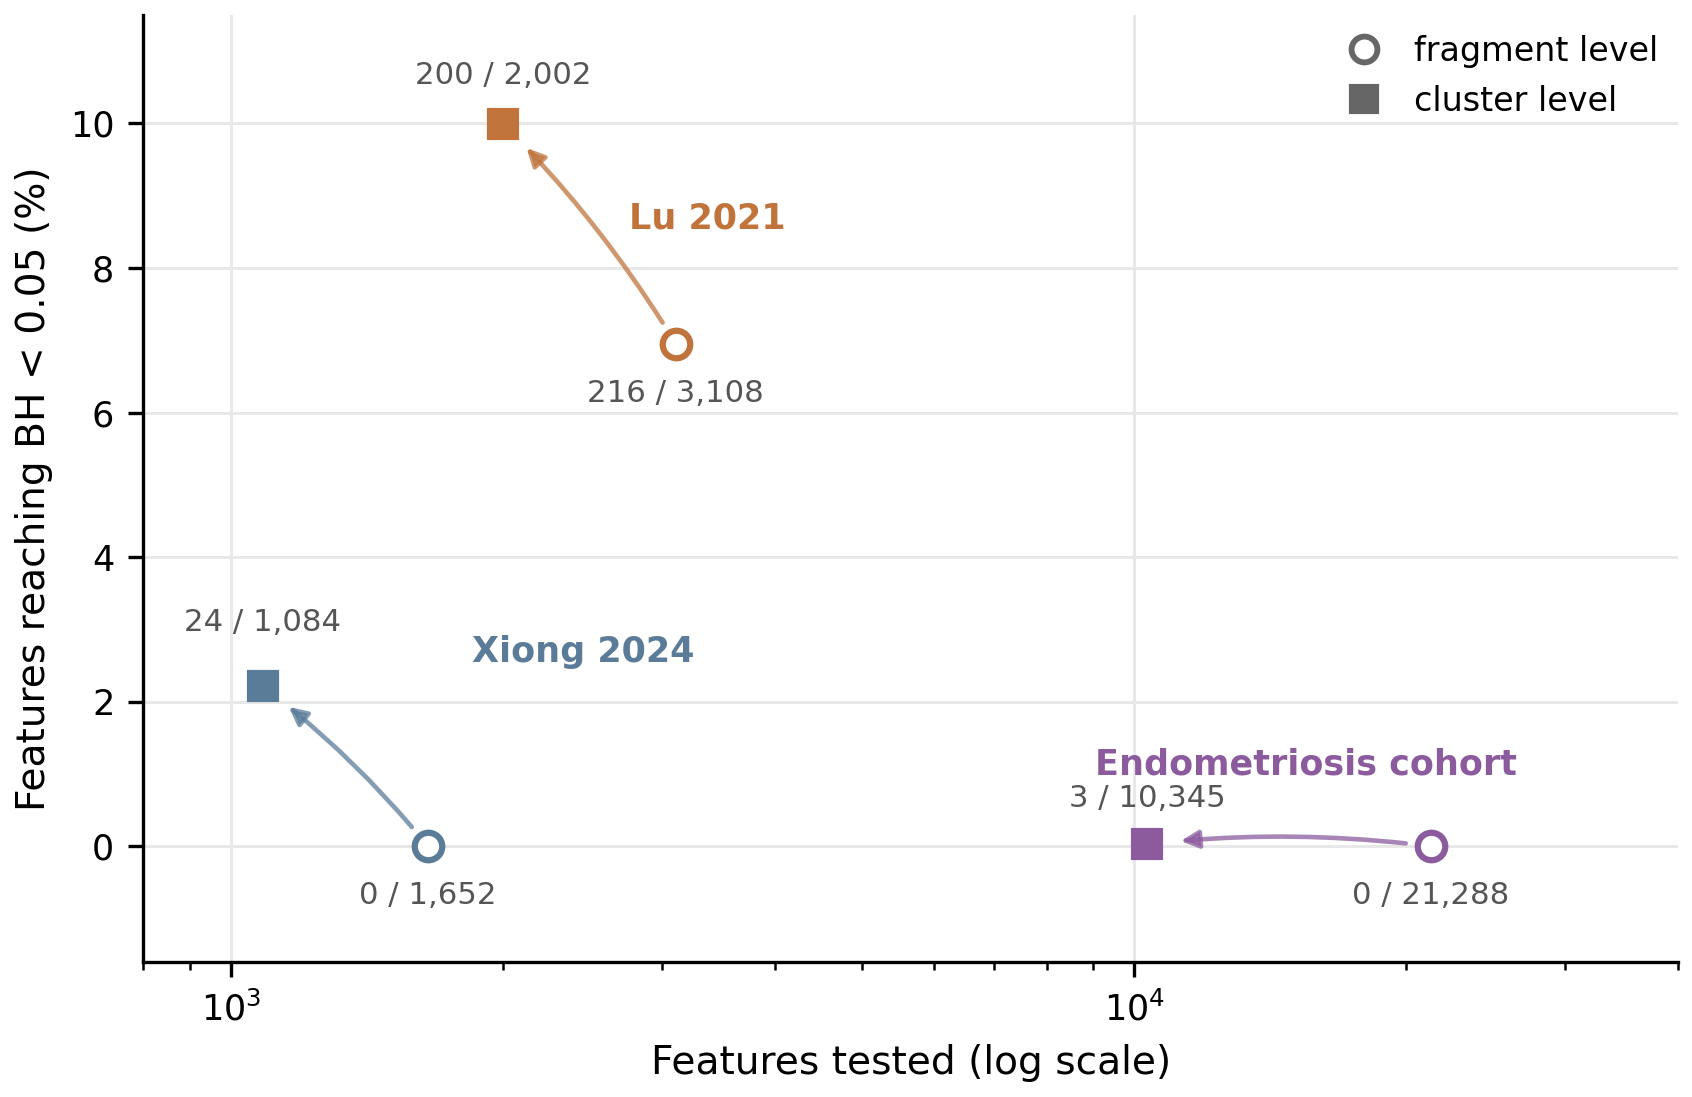 fragment level
cluster level
200 / 2,002
10
Lu 2021
8
216 / 3,108
6
4
24 / 1,084
Xiong 2024
2
Endometriosis cohort
3 / 10,345
0
0 / 1,652
0 / 21,288
10³
10⁴
Features tested (log scale)
Features reaching BH < 0.05 (%)